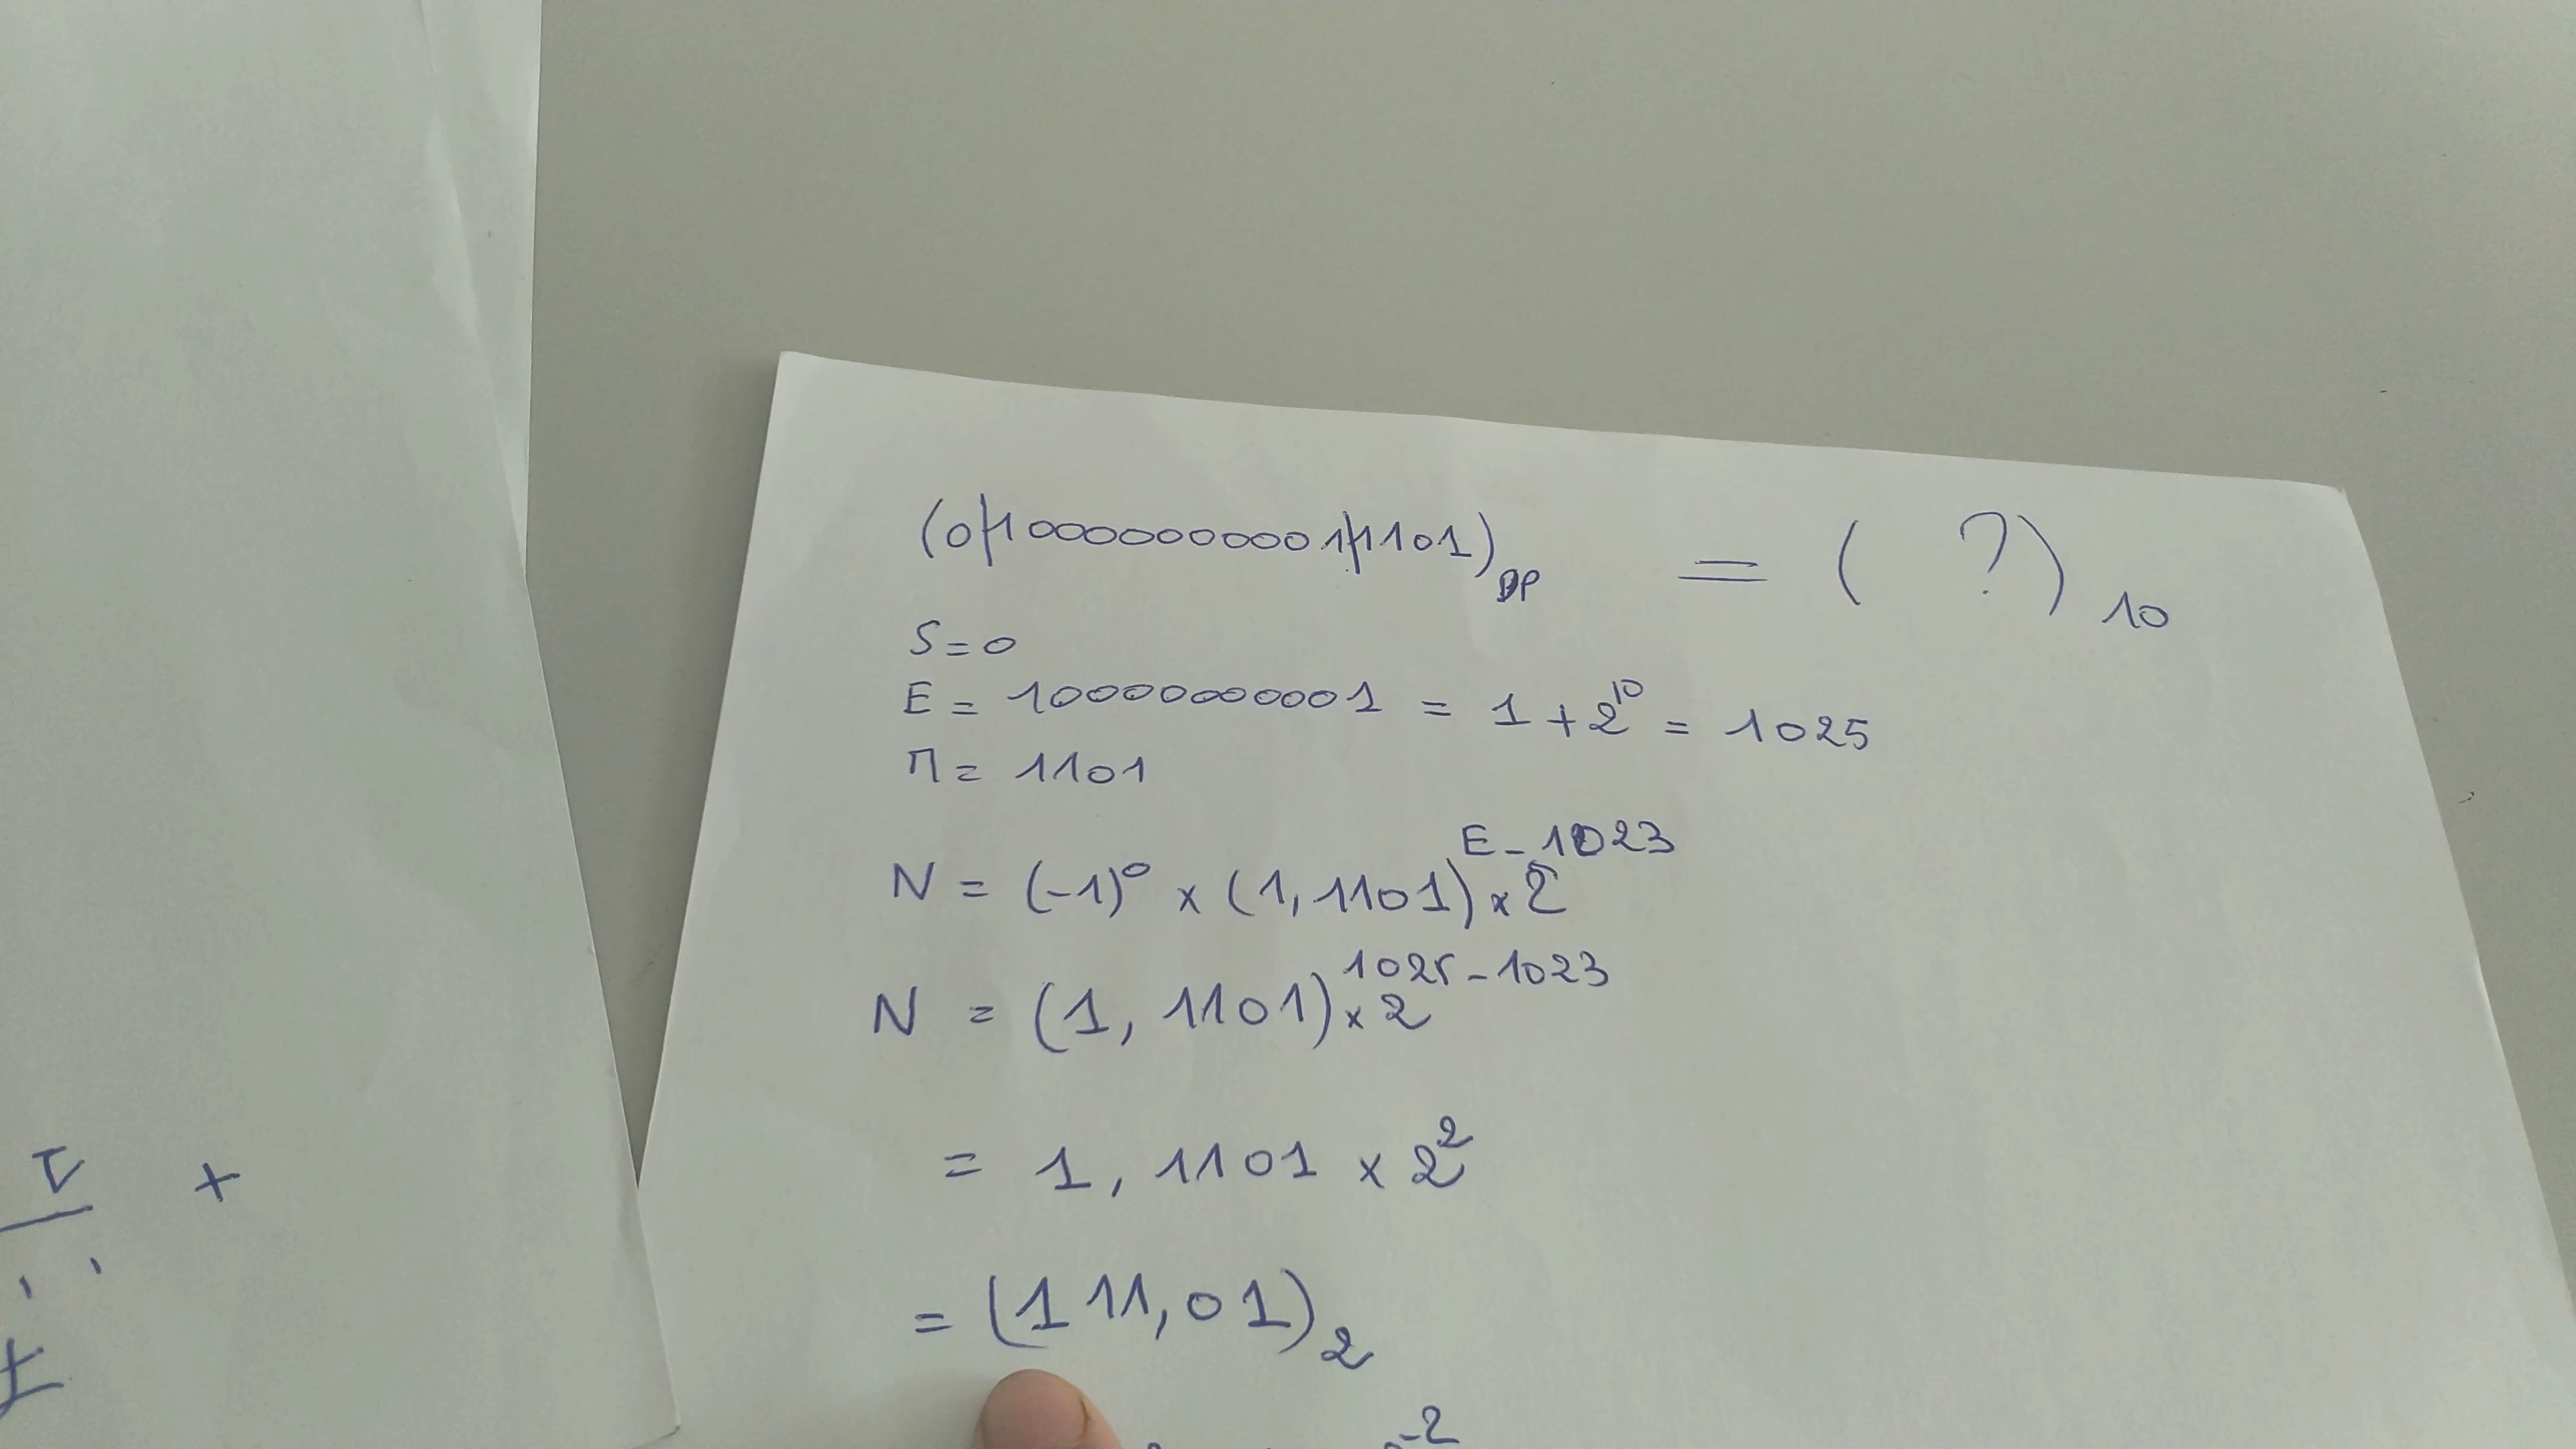 (0|10000000001|1101)DP = ( ? )10
S = 0
E = 10000000001 = 1 + 2^10 = 1025
M = 1101
N = (-1)^0 x (1,1101) x 2^E-1023
N = (1, 1101) x 2^1025-1023
= 1, 1101 x 2^2
= (111,01)2
-2